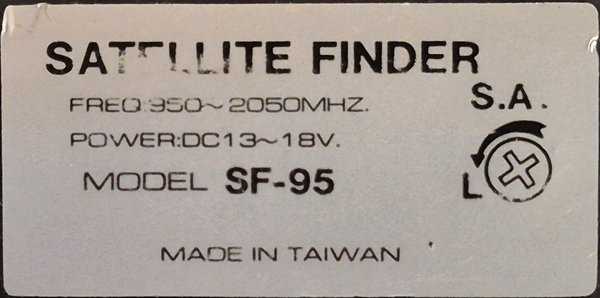 SATELLITE FINDER
FREQ:950~2050MHZ.
S.A.
POWER:DC13~18V.
MODEL SF-95
L
MADE IN TAIWAN